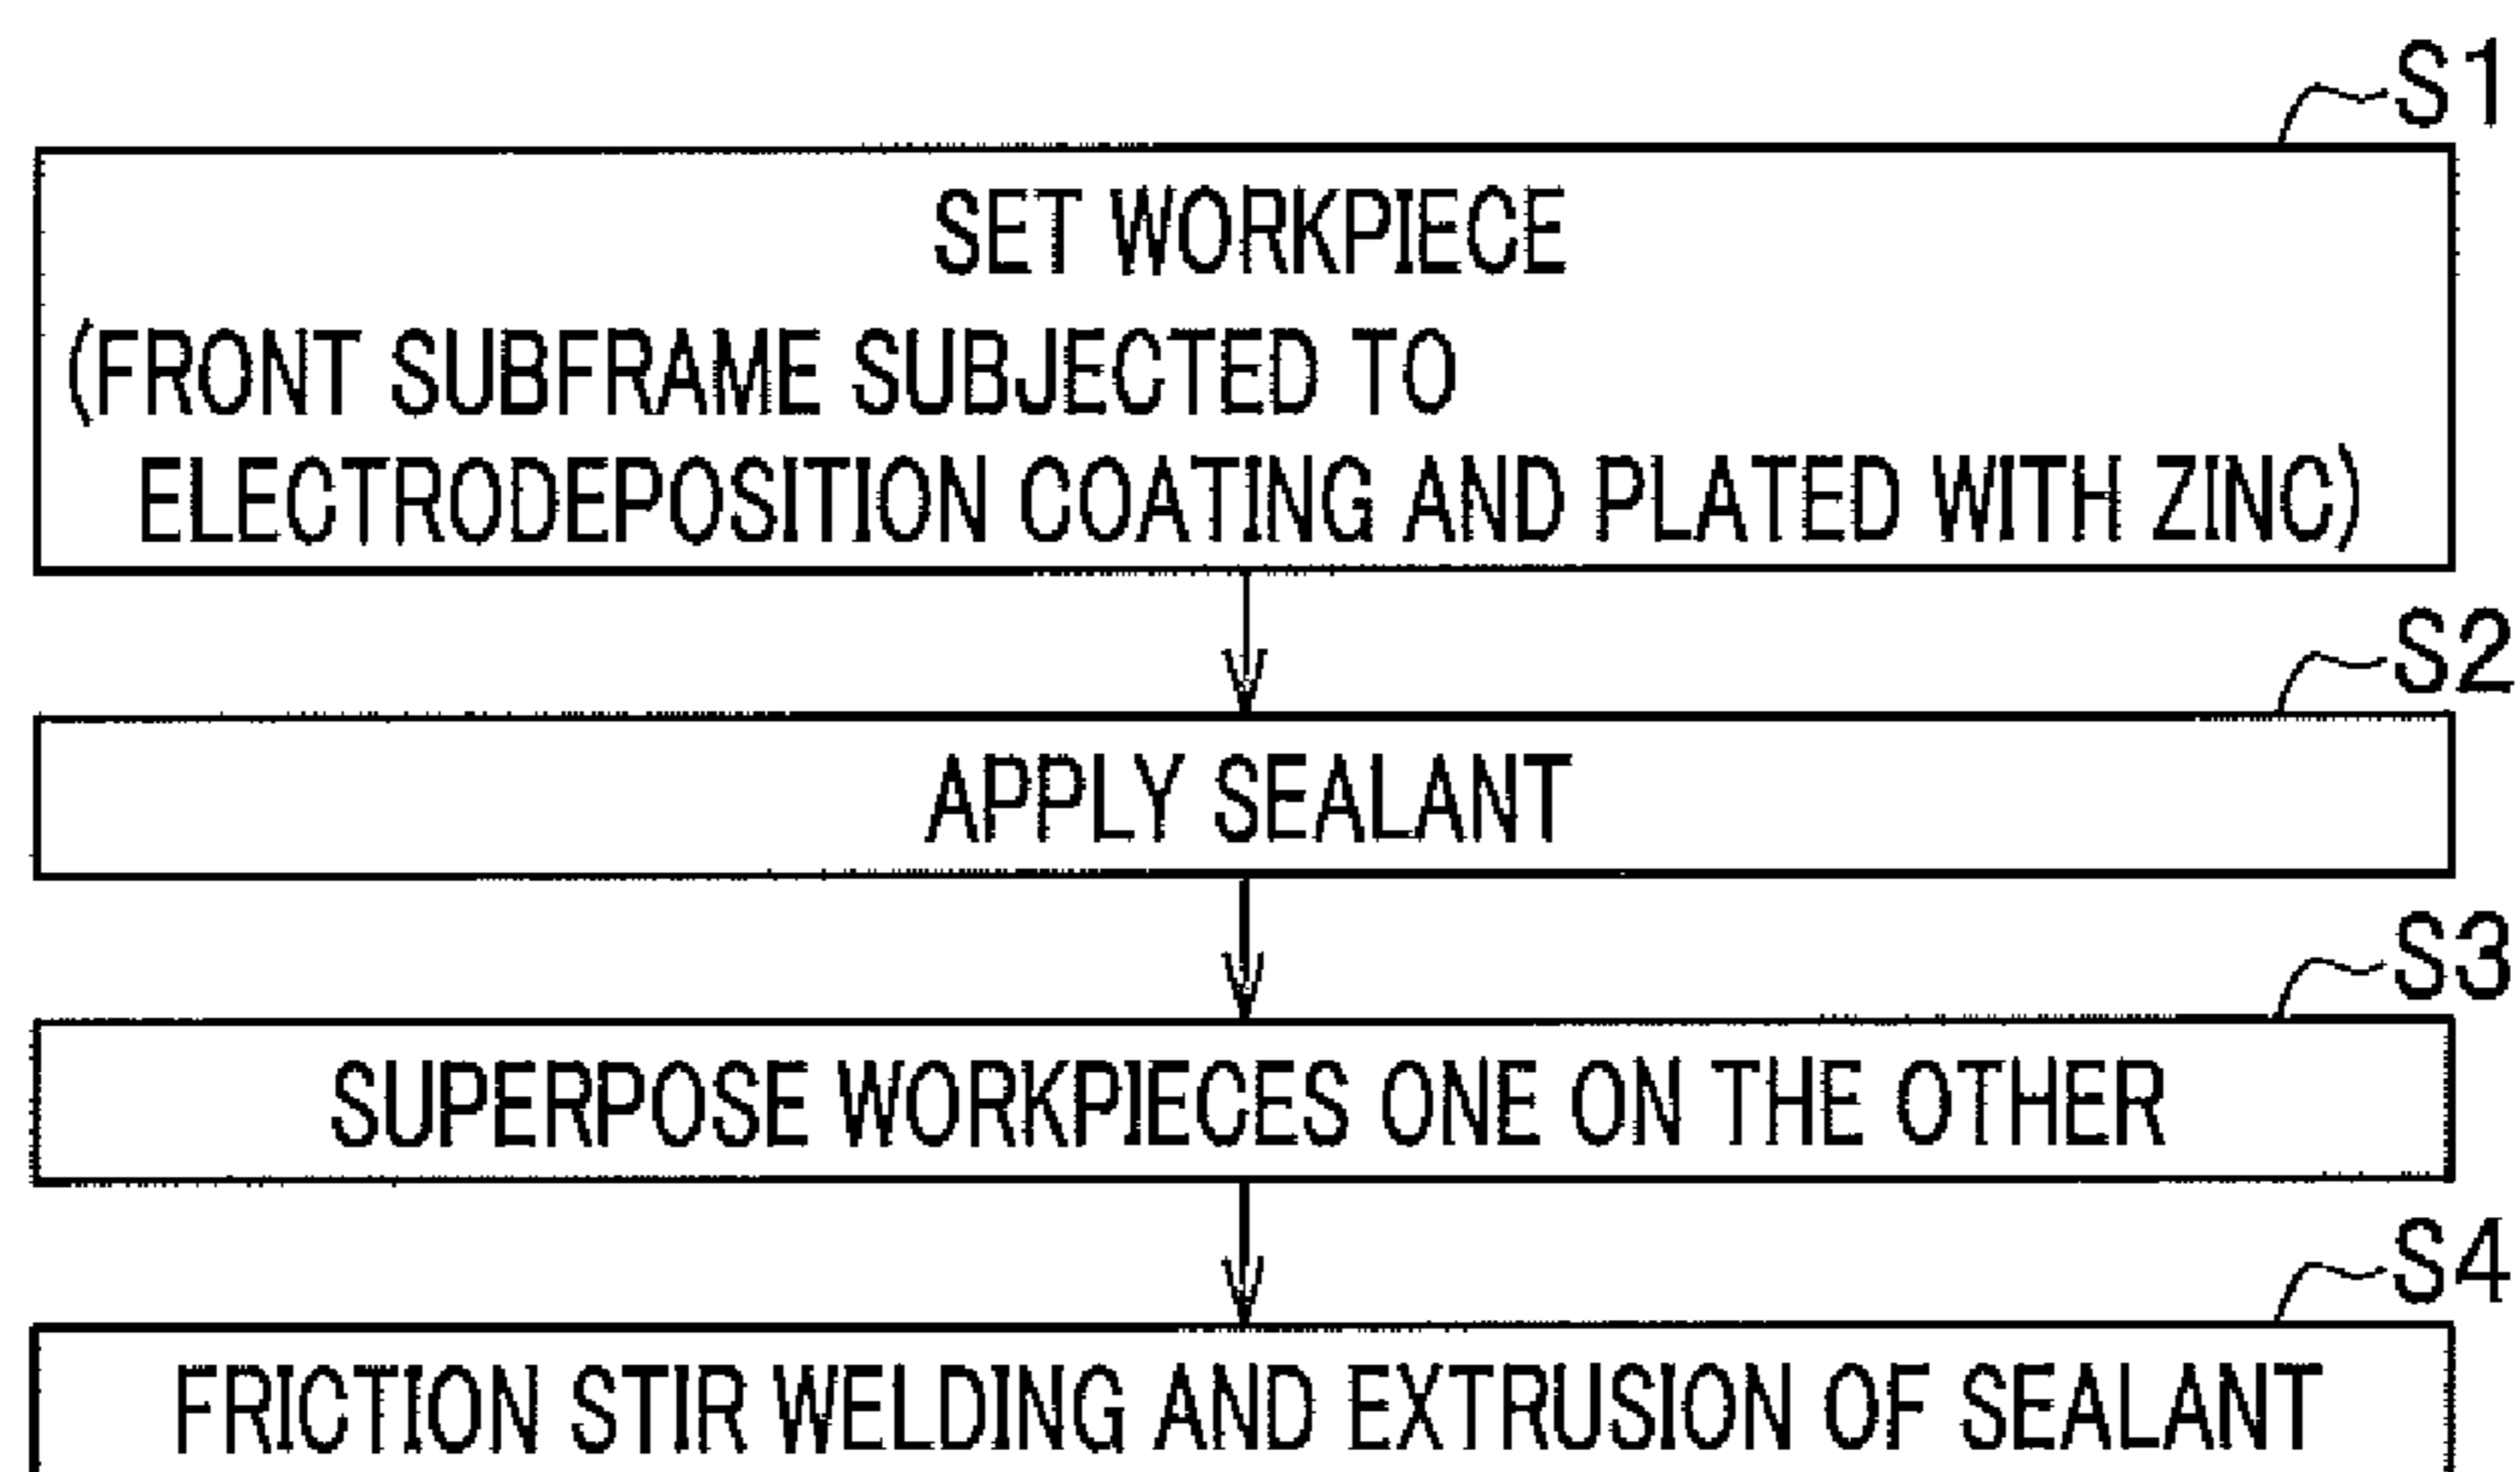 S1
SET WORKPIECE
(FRONT SUBFRAME SUBJECTED TO
ELECTRODEPOSITION COATING AND PLATED WITH ZINC)
S2
APPLY SEALANT
S3
SUPERPOSE WORKPIECES ONE ON THE OTHER
S4
FRICTION STIR WELDING AND EXTRUSION OF SEALANT